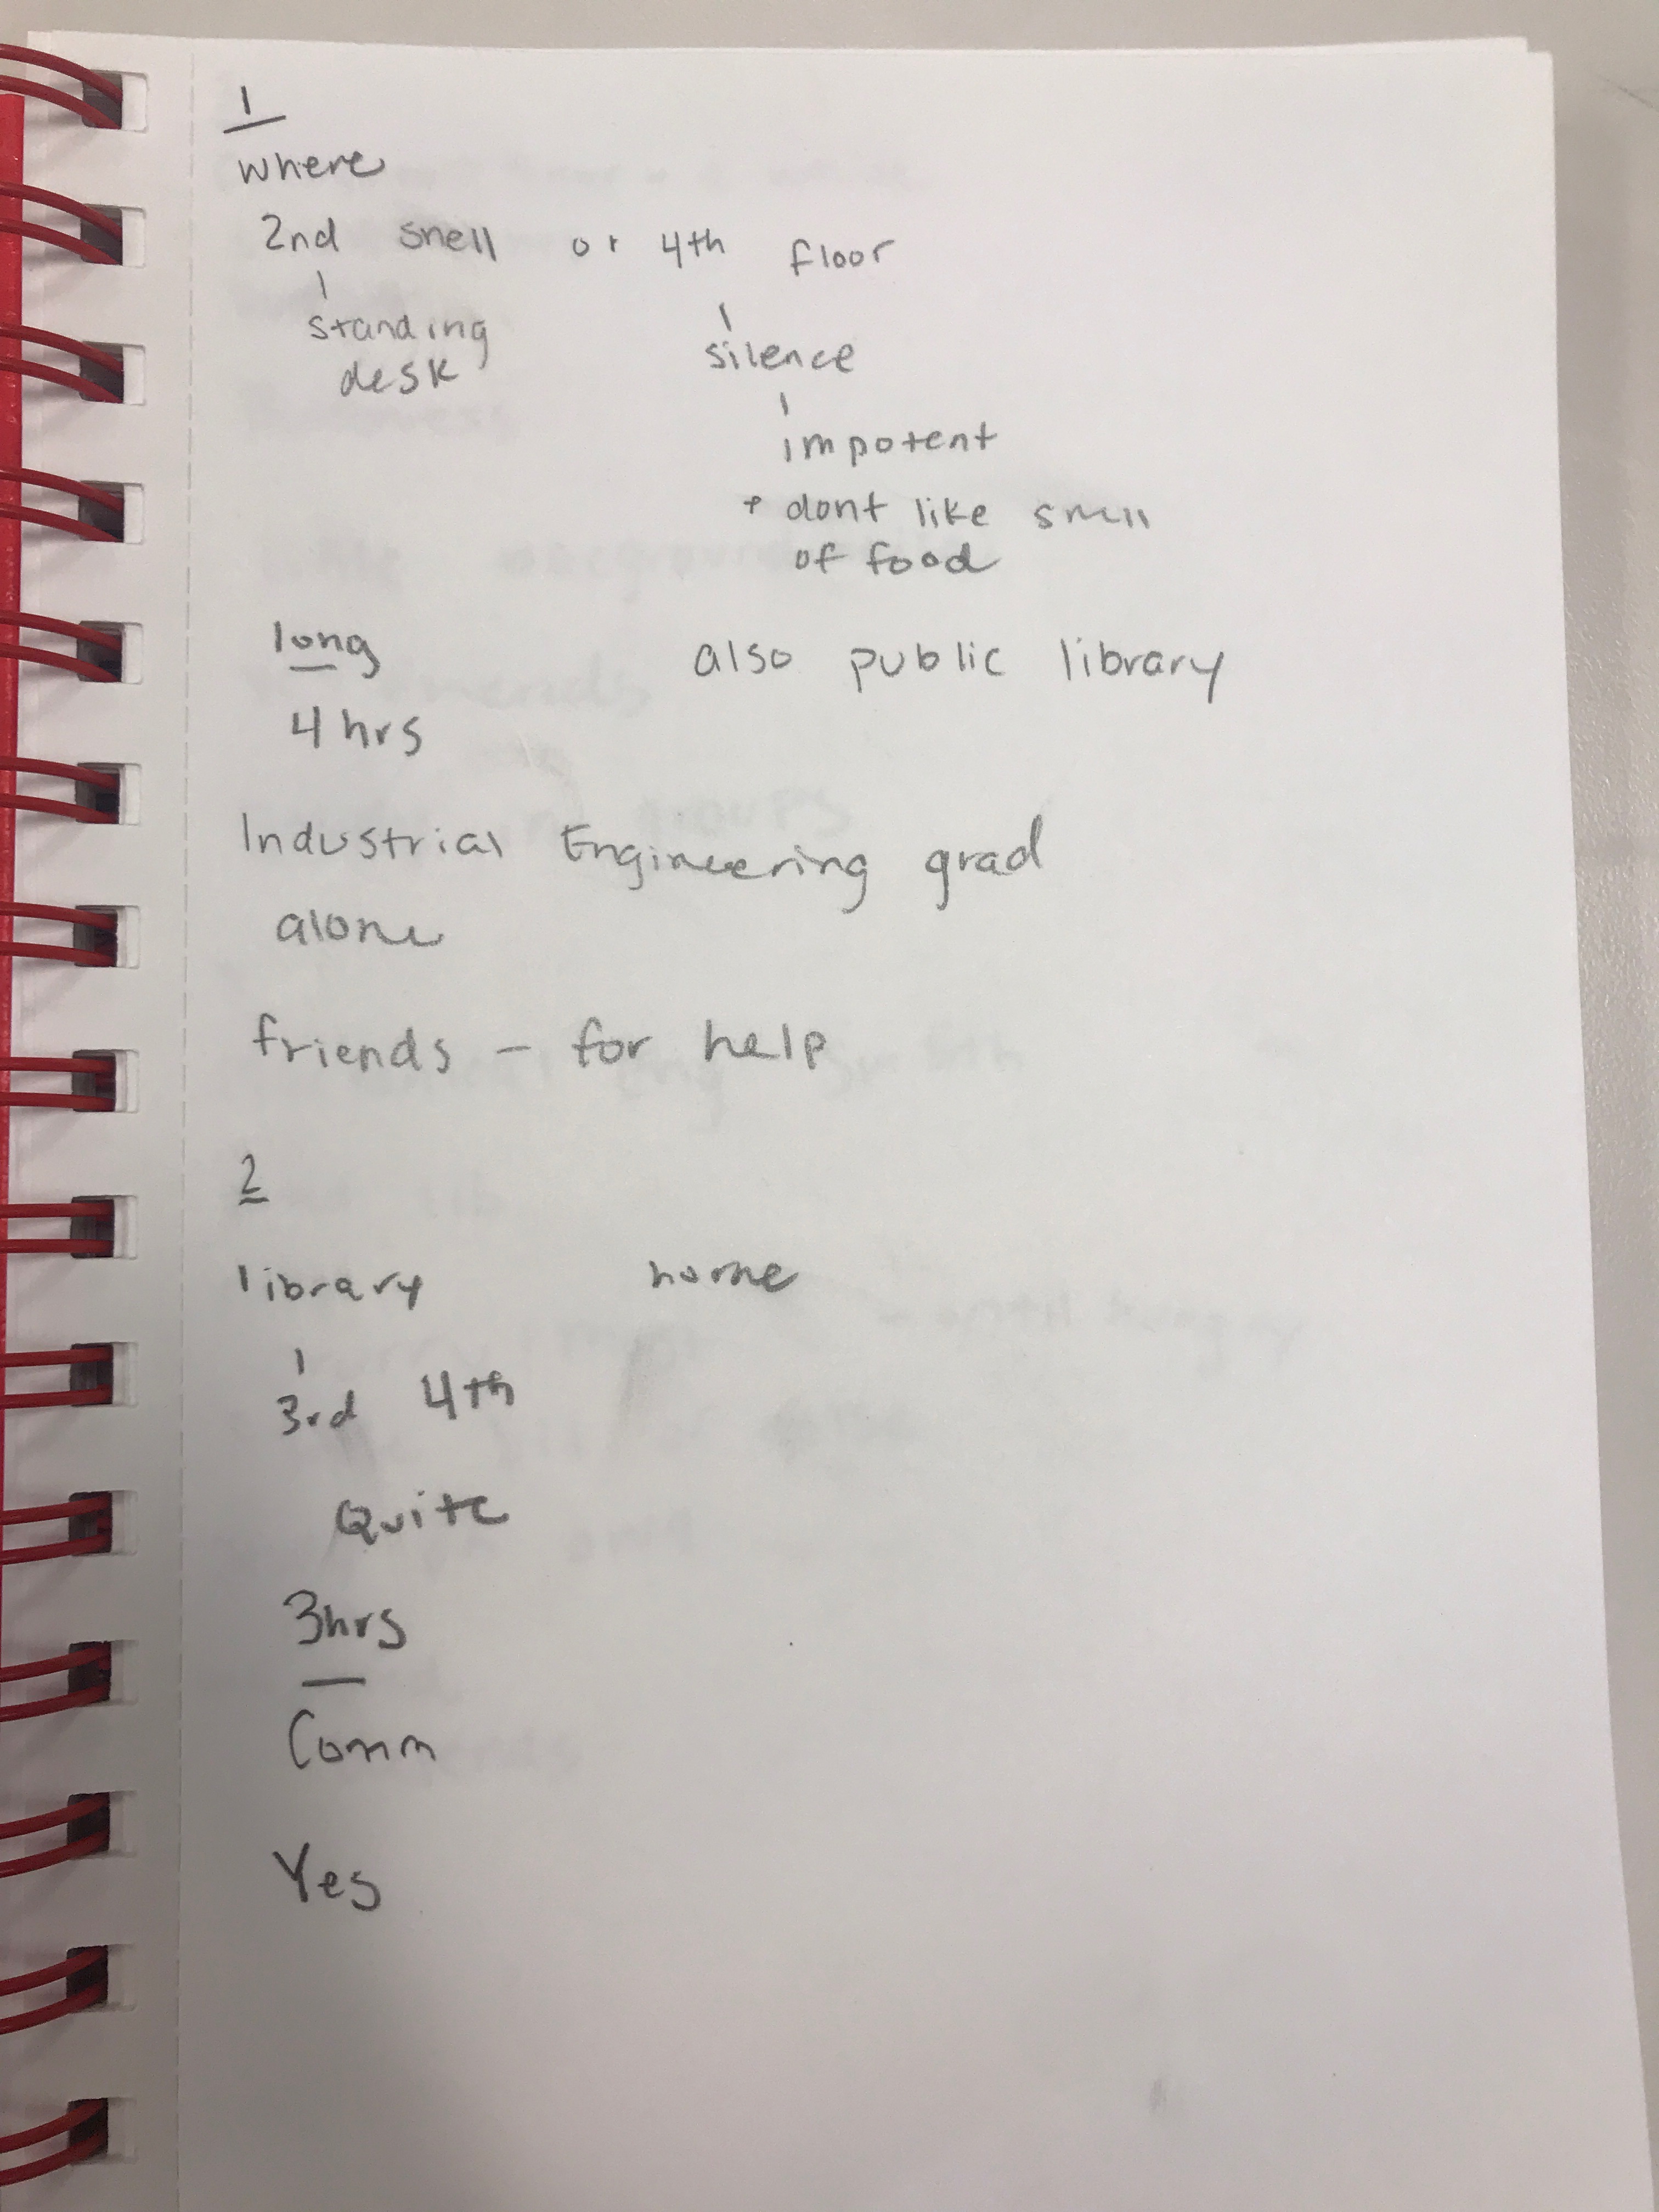 1
where
2nd snell or 4th floor
standing
desk
silence
impotent
+ dont like smell
of food
long
also public library
4 hrs
Industrial Engineering grad
alone
friends - for help
2
library home
3rd 4th
Quite
3hrs
Comm
Yes